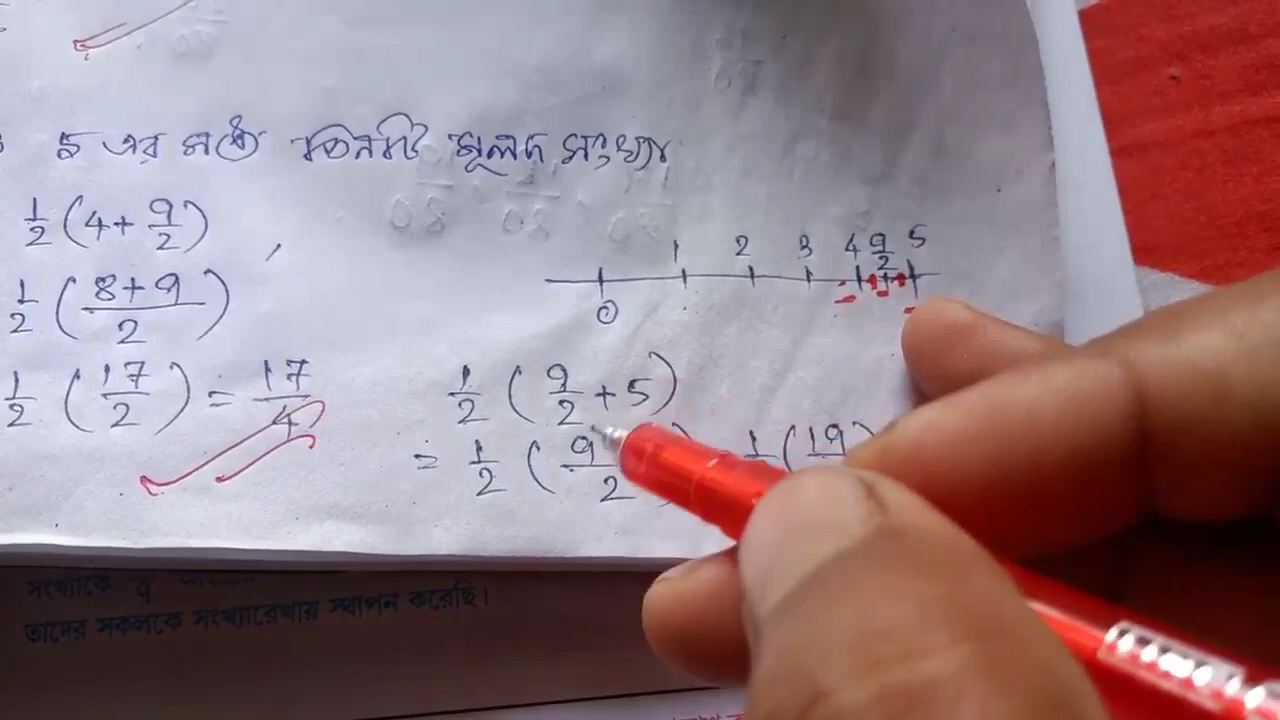 5 এর মধ্যে তিনটি মূলদ সংখ্যা
1/2 (4 + 9/2) ,
1/2 ((8+9)/2)
1/2 (17/2) = 17/4
1 2 3 4 9/2 5
0
1/2 (9/2 + 5)
= 1/2 (9 2 1 (19
সংখ্যাকে
তাদের সকলকে সংখ্যারেখায় স্থাপন করেছি।